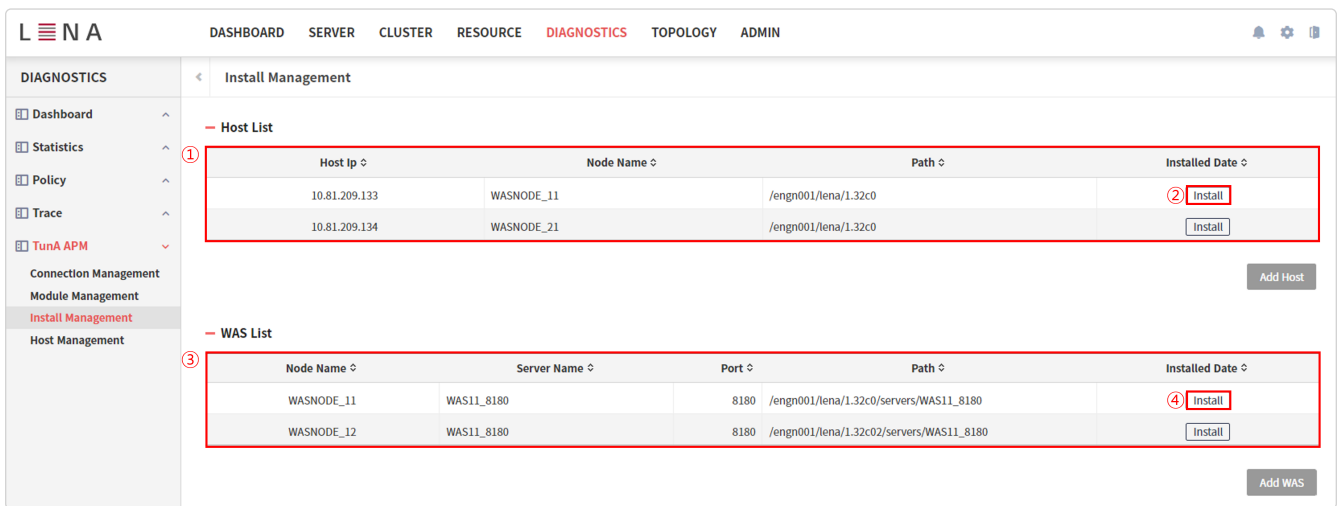 LENA DASHBOARD SERVER CLUSTER RESOURCE DIAGNOSTICS TOPOLOGY ADMIN
DIAGNOSTICS
Install Management
Dashboard
Statistics
Policy
Trace
TunA APM
Connection Management
Module Management
Install Management
Host Management
Host List
①
Host Ip Node Name Path Installed Date
10.81.209.133 WASNODE_11 /engn001/lena/1.32c0 ② Install
10.81.209.134 WASNODE_21 /engn001/lena/1.32c0 Install
Add Host
WAS List
③
Node Name Server Name Port Path Installed Date
WASNODE_11 WAS11_8180 8180 /engn001/lena/1.32c0/servers/WAS11_8180 ④ Install
WASNODE_12 WAS11_8180 8180 /engn001/lena/1.32c02/servers/WAS11_8180 Install
Add WAS